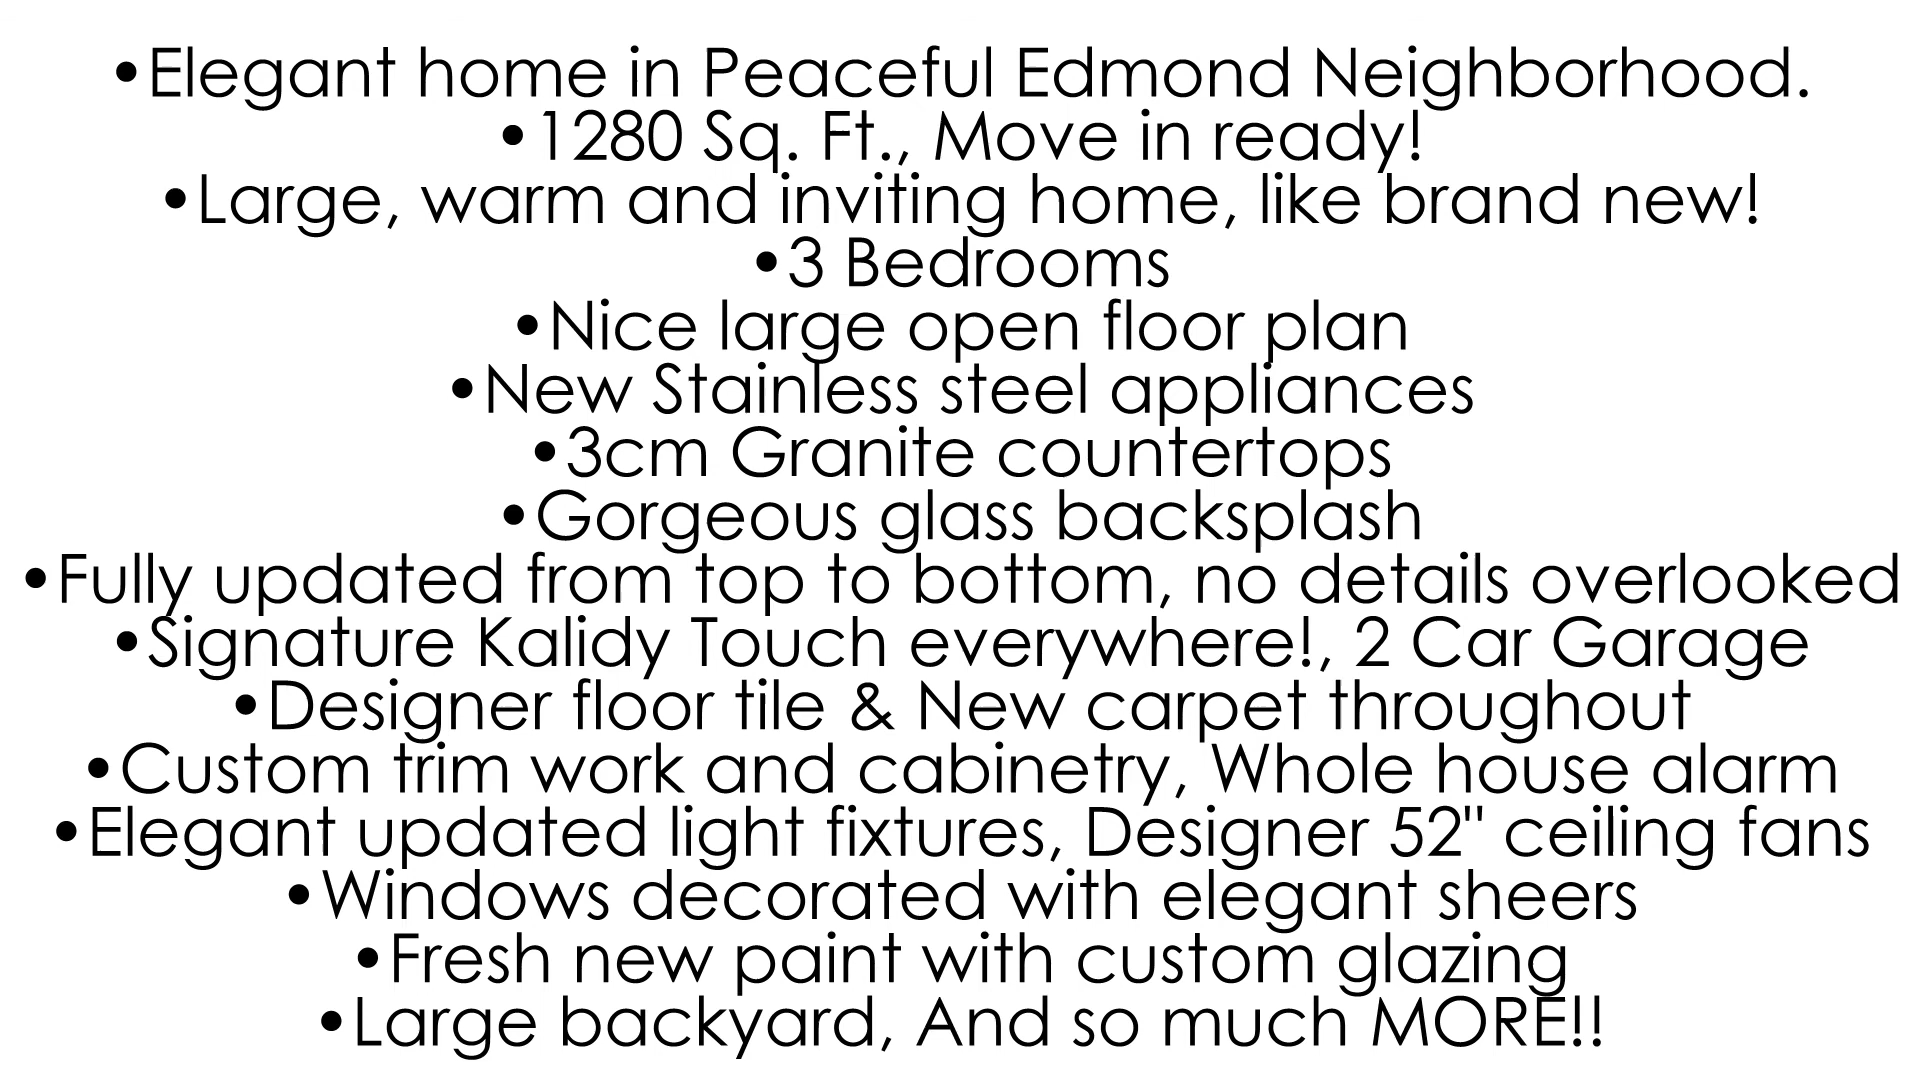 •Elegant home in Peaceful Edmond Neighborhood.
•1280 Sq. Ft., Move in ready!
•Large, warm and inviting home, like brand new!
•3 Bedrooms
•Nice large open floor plan
•New Stainless steel appliances
•3cm Granite countertops
•Gorgeous glass backsplash
•Fully updated from top to bottom, no details overlooked
•Signature Kalidy Touch everywhere!, 2 Car Garage
•Designer floor tile & New carpet throughout
•Custom trim work and cabinetry, Whole house alarm
•Elegant updated light fixtures, Designer 52" ceiling fans
•Windows decorated with elegant sheers
•Fresh new paint with custom glazing
•Large backyard, And so much MORE!!